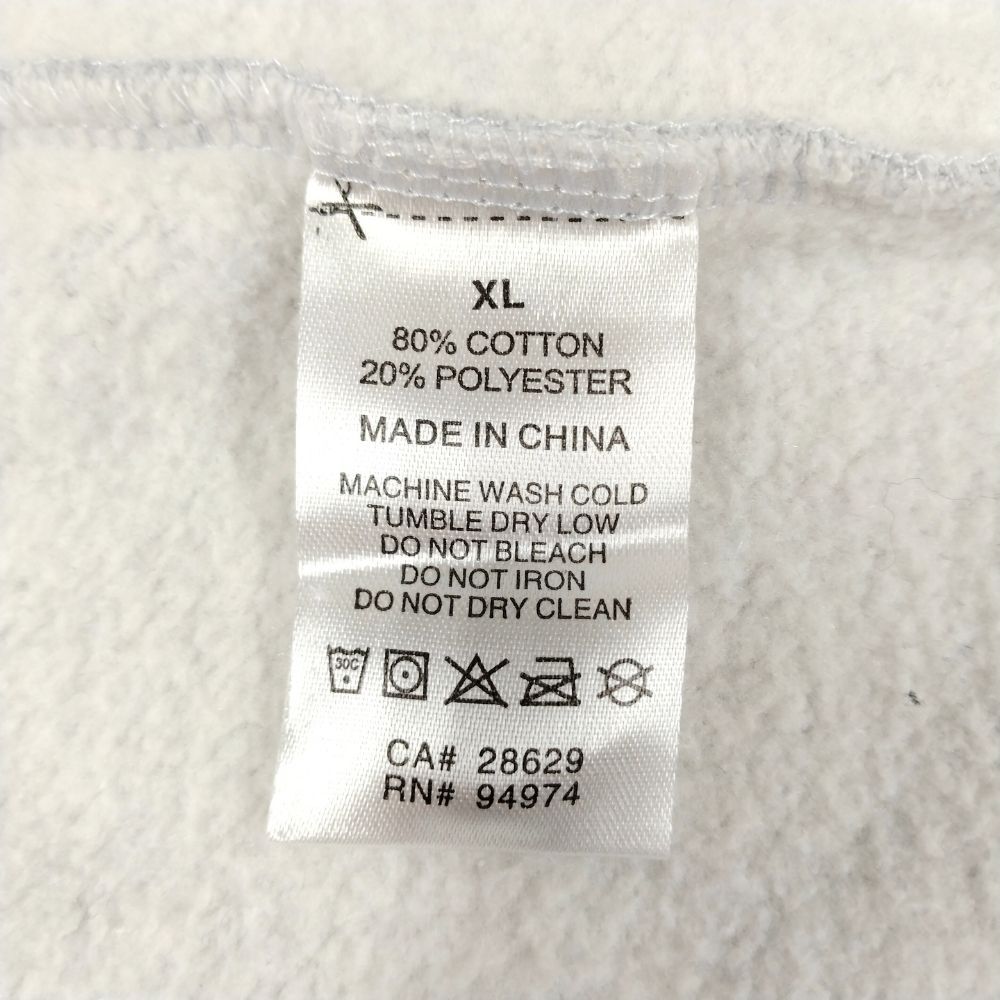 XL
80% COTTON
20% POLYESTER
MADE IN CHINA
MACHINE WASH COLD
TUMBLE DRY LOW
DO NOT BLEACH
DO NOT IRON
DO NOT DRY CLEAN
30C
CA# 28629
RN# 94974